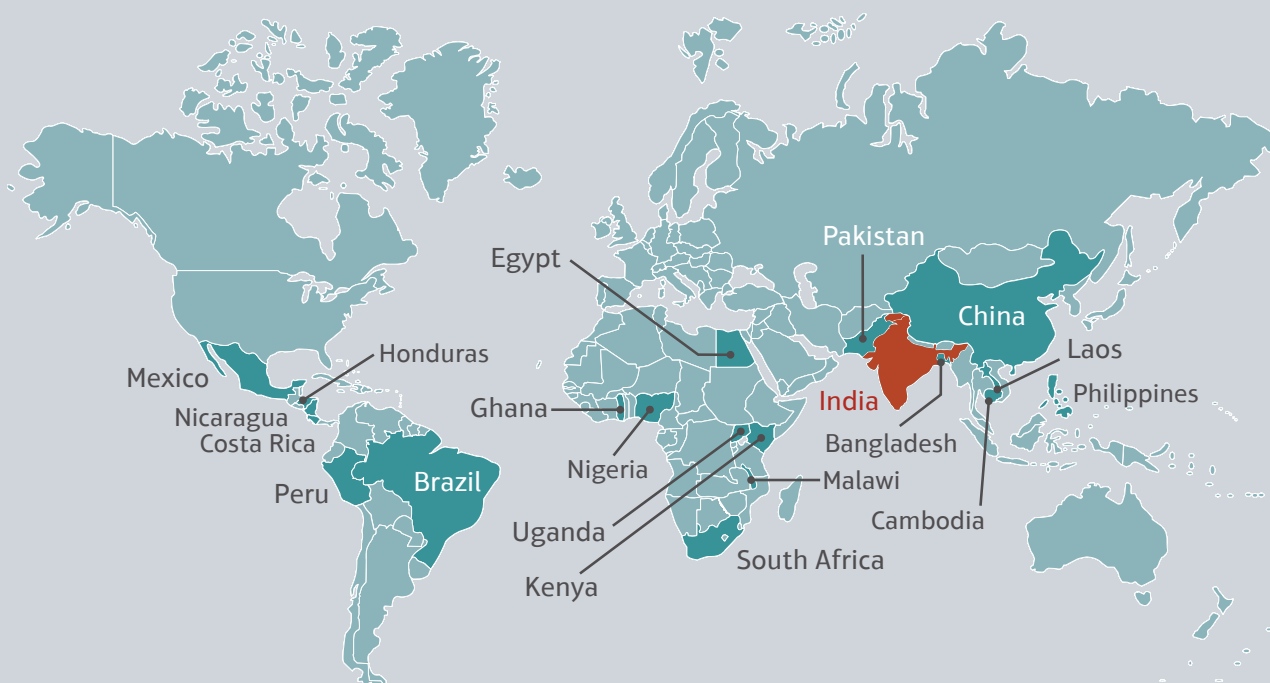 Egypt
Pakistan
China
Honduras
Laos
Mexico
Philippines
Ghana
India
Nicaragua
Costa Rica
Bangladesh
Nigeria
Brazil
Malawi
Peru
Cambodia
Uganda
South Africa
Kenya